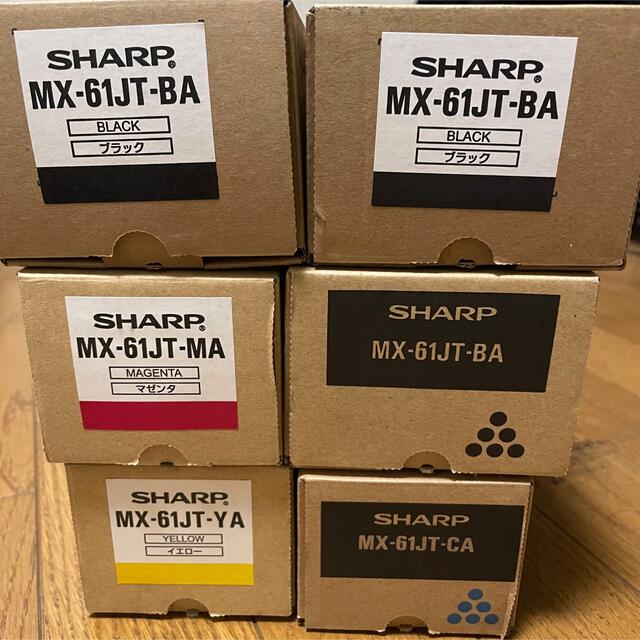 SHARP®
MX-61JT-BA
BLACK
ブラック
SHARP®
MX-61JT-BA
BLACK
ブラック
SHARP®
MX-61JT-MA
MAGENTA
マゼンタ
SHARP
MX-61JT-BA
SHARP®
MX-61JT-YA
YELLOW
イエロー
SHARP
MX-61JT-CA